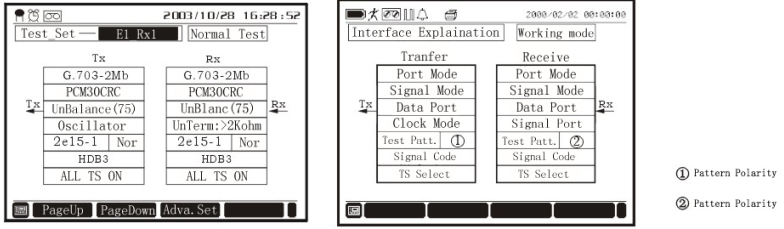 2003/10/28 16:28:52
Test_Set — E1 Rx1 Normal Test
Tx Rx
G.703-2Mb G.703-2Mb
PCM30CRC PCM30CRC
Tx UnBalance(75) UnBlanc(75) Rx
Oscillator UnTerm:>2Kohm
2e15-1 Nor 2e15-1 Nor
HDB3 HDB3
ALL TS ON ALL TS ON
PageUp PageDown Adva.Set
2000/02/02 00:00:00
Interface Explaination Working mode
Tranfer Receive
Port Mode Port Mode
Signal Mode Signal Mode
Tx Data Port Data Port Rx
Clock Mode Signal Port
Test Patt. ① Test Patt. ②
Signal Code Signal Code
TS Select TS Select
① Pattern Polarity
② Pattern Polarity